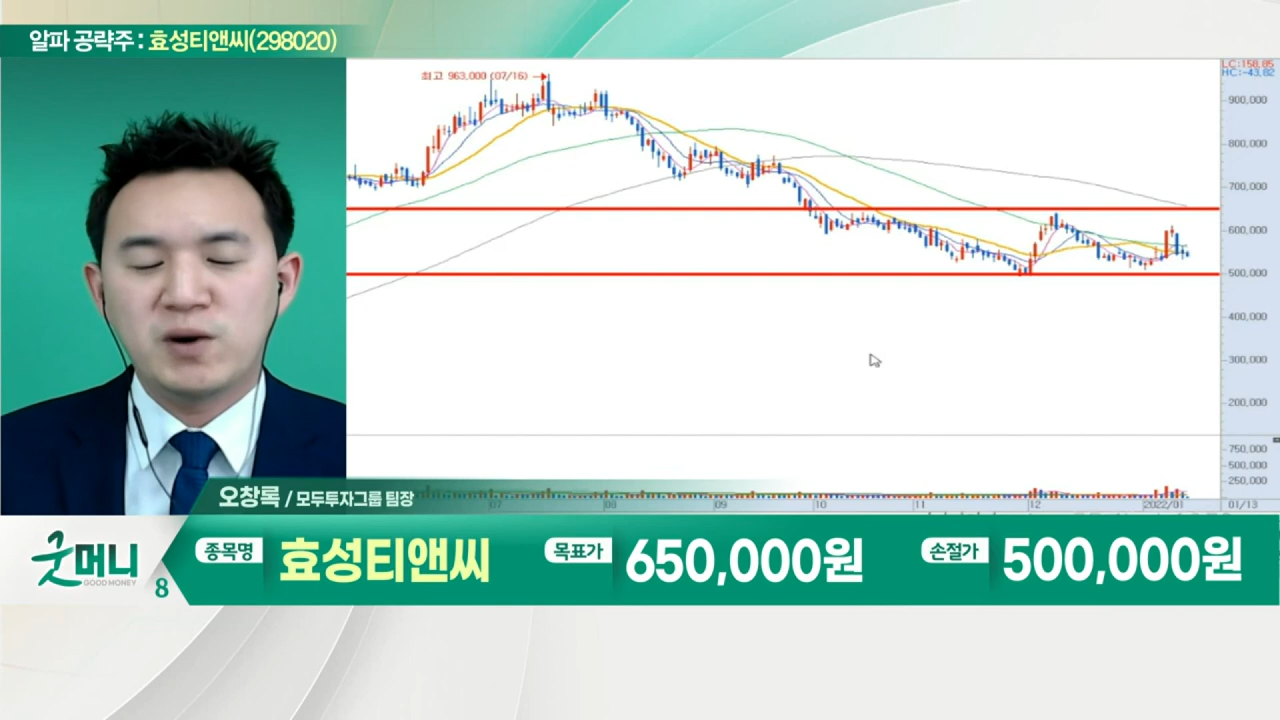 알파 공략주 : 효성티앤씨(298020)
최고 963,000 (07/16)
LC:158.85
HC:-43.82
900,000
800,000
700,000
600,000
500,000
400,000
300,000
200,000
750,000
500,000
250,000
07
08
09
10
11
12
2022/01
01/13
오창록 / 모두투자그룹 팀장
굿머니
GOOD MONEY
8
종목명
효성티앤씨
목표가
650,000원
손절가
500,000원